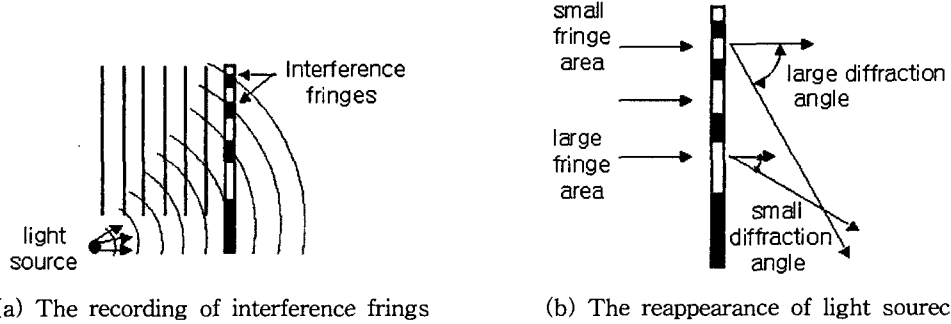 Interference
fringes
light
source
(a) The recording of interference frings
small
fringe
area
large diffraction
angle
large
fringe
area
small
diffraction
angle
(b) The reappearance of light sourec